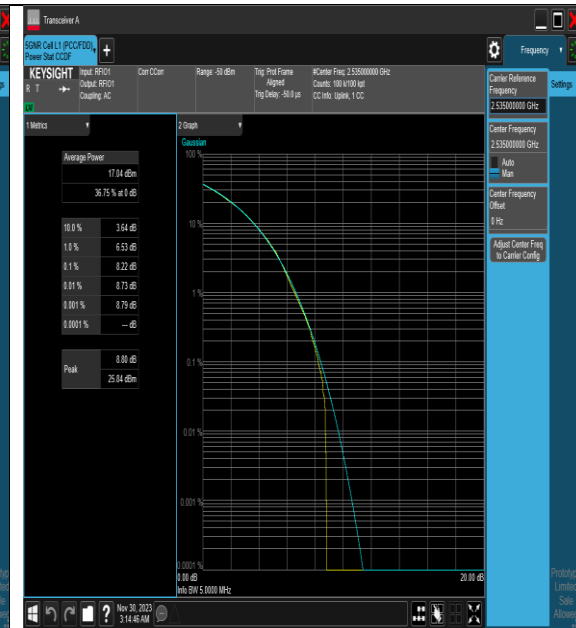 Transceiver A
5GNR Cell L1 (PCC/FDD),
Power Stat CCDF
Frequency
KEYSIGHT
R T
LXI
Input: RFIO1
Output: RFIO1
Coupling: AC
Corr CCorr
Range: -50 dBm
Trig: Prot Frame
Aligned
Trig Delay: -50.0 µs
#Center Freq: 2.535000000 GHz
Counts: 100 k/100 kpt
CC Info: Uplink, 1 CC
Carrier Reference
Frequency
2.535000000 GHz
Settings
Center Frequency
2.535000000 GHz
Auto
Man
Center Frequency
Offset
0 Hz
Adjust Center Freq
to Carrier Config
1 Metrics
Average Power
17.04 dBm
36.75 % at 0 dB
10.0 % 3.64 dB
1.0 % 6.53 dB
0.1 % 8.22 dB
0.01 % 8.73 dB
0.001 % 8.79 dB
0.0001 % --- dB
Peak
8.80 dB
25.84 dBm
2 Graph
Gaussian
100 %
10 %
1 %
0.1 %
0.01 %
0.001 %
0.0001 %
0.00 dB
20.00 dB
Info BW 5.0000 MHz
Nov 30, 2023
3:14:46 AM
?